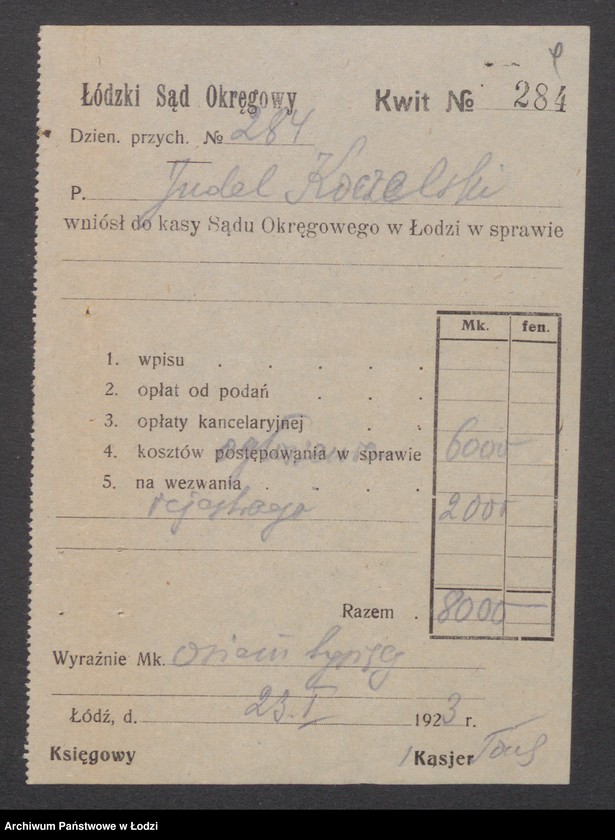 Łódzki Sąd Okręgowy Kwit № 284
Dzien. przych. № 284
P. Judel Koczalski
wniósł do kasy Sądu Okręgowego w Łodzi w sprawie
Mk. fen.
1. wpisu . . . . .
2. opłat od podań . . .
3. opłaty kancelaryjnej . .
4. kosztów postępowania w sprawie 6000
5. na wezwania . . . .
2000
Razem . 8000
Wyraźnie Mk. osiem tysięcy
Łódź, d. 23.I 1923 r.
Księgowy Kasjer
Archiwum Państwowe w Łodzi